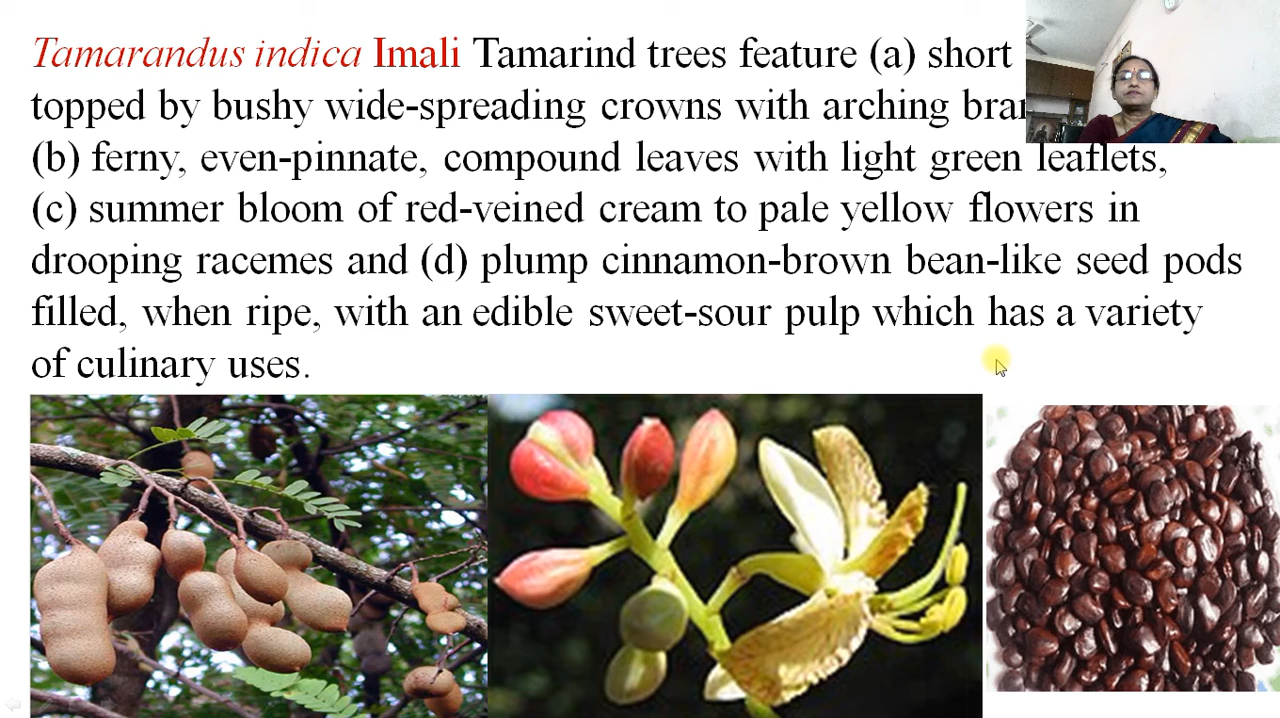 Tamarandus indica Imali Tamarind trees feature (a) short
topped by bushy wide-spreading crowns with arching
(b) ferny, even-pinnate, compound leaves with light green leaflets,
(c) summer bloom of red-veined cream to pale yellow flowers in
drooping racemes and (d) plump cinnamon-brown bean-like seed pods
filled, when ripe, with an edible sweet-sour pulp which has a variety
of culinary uses.